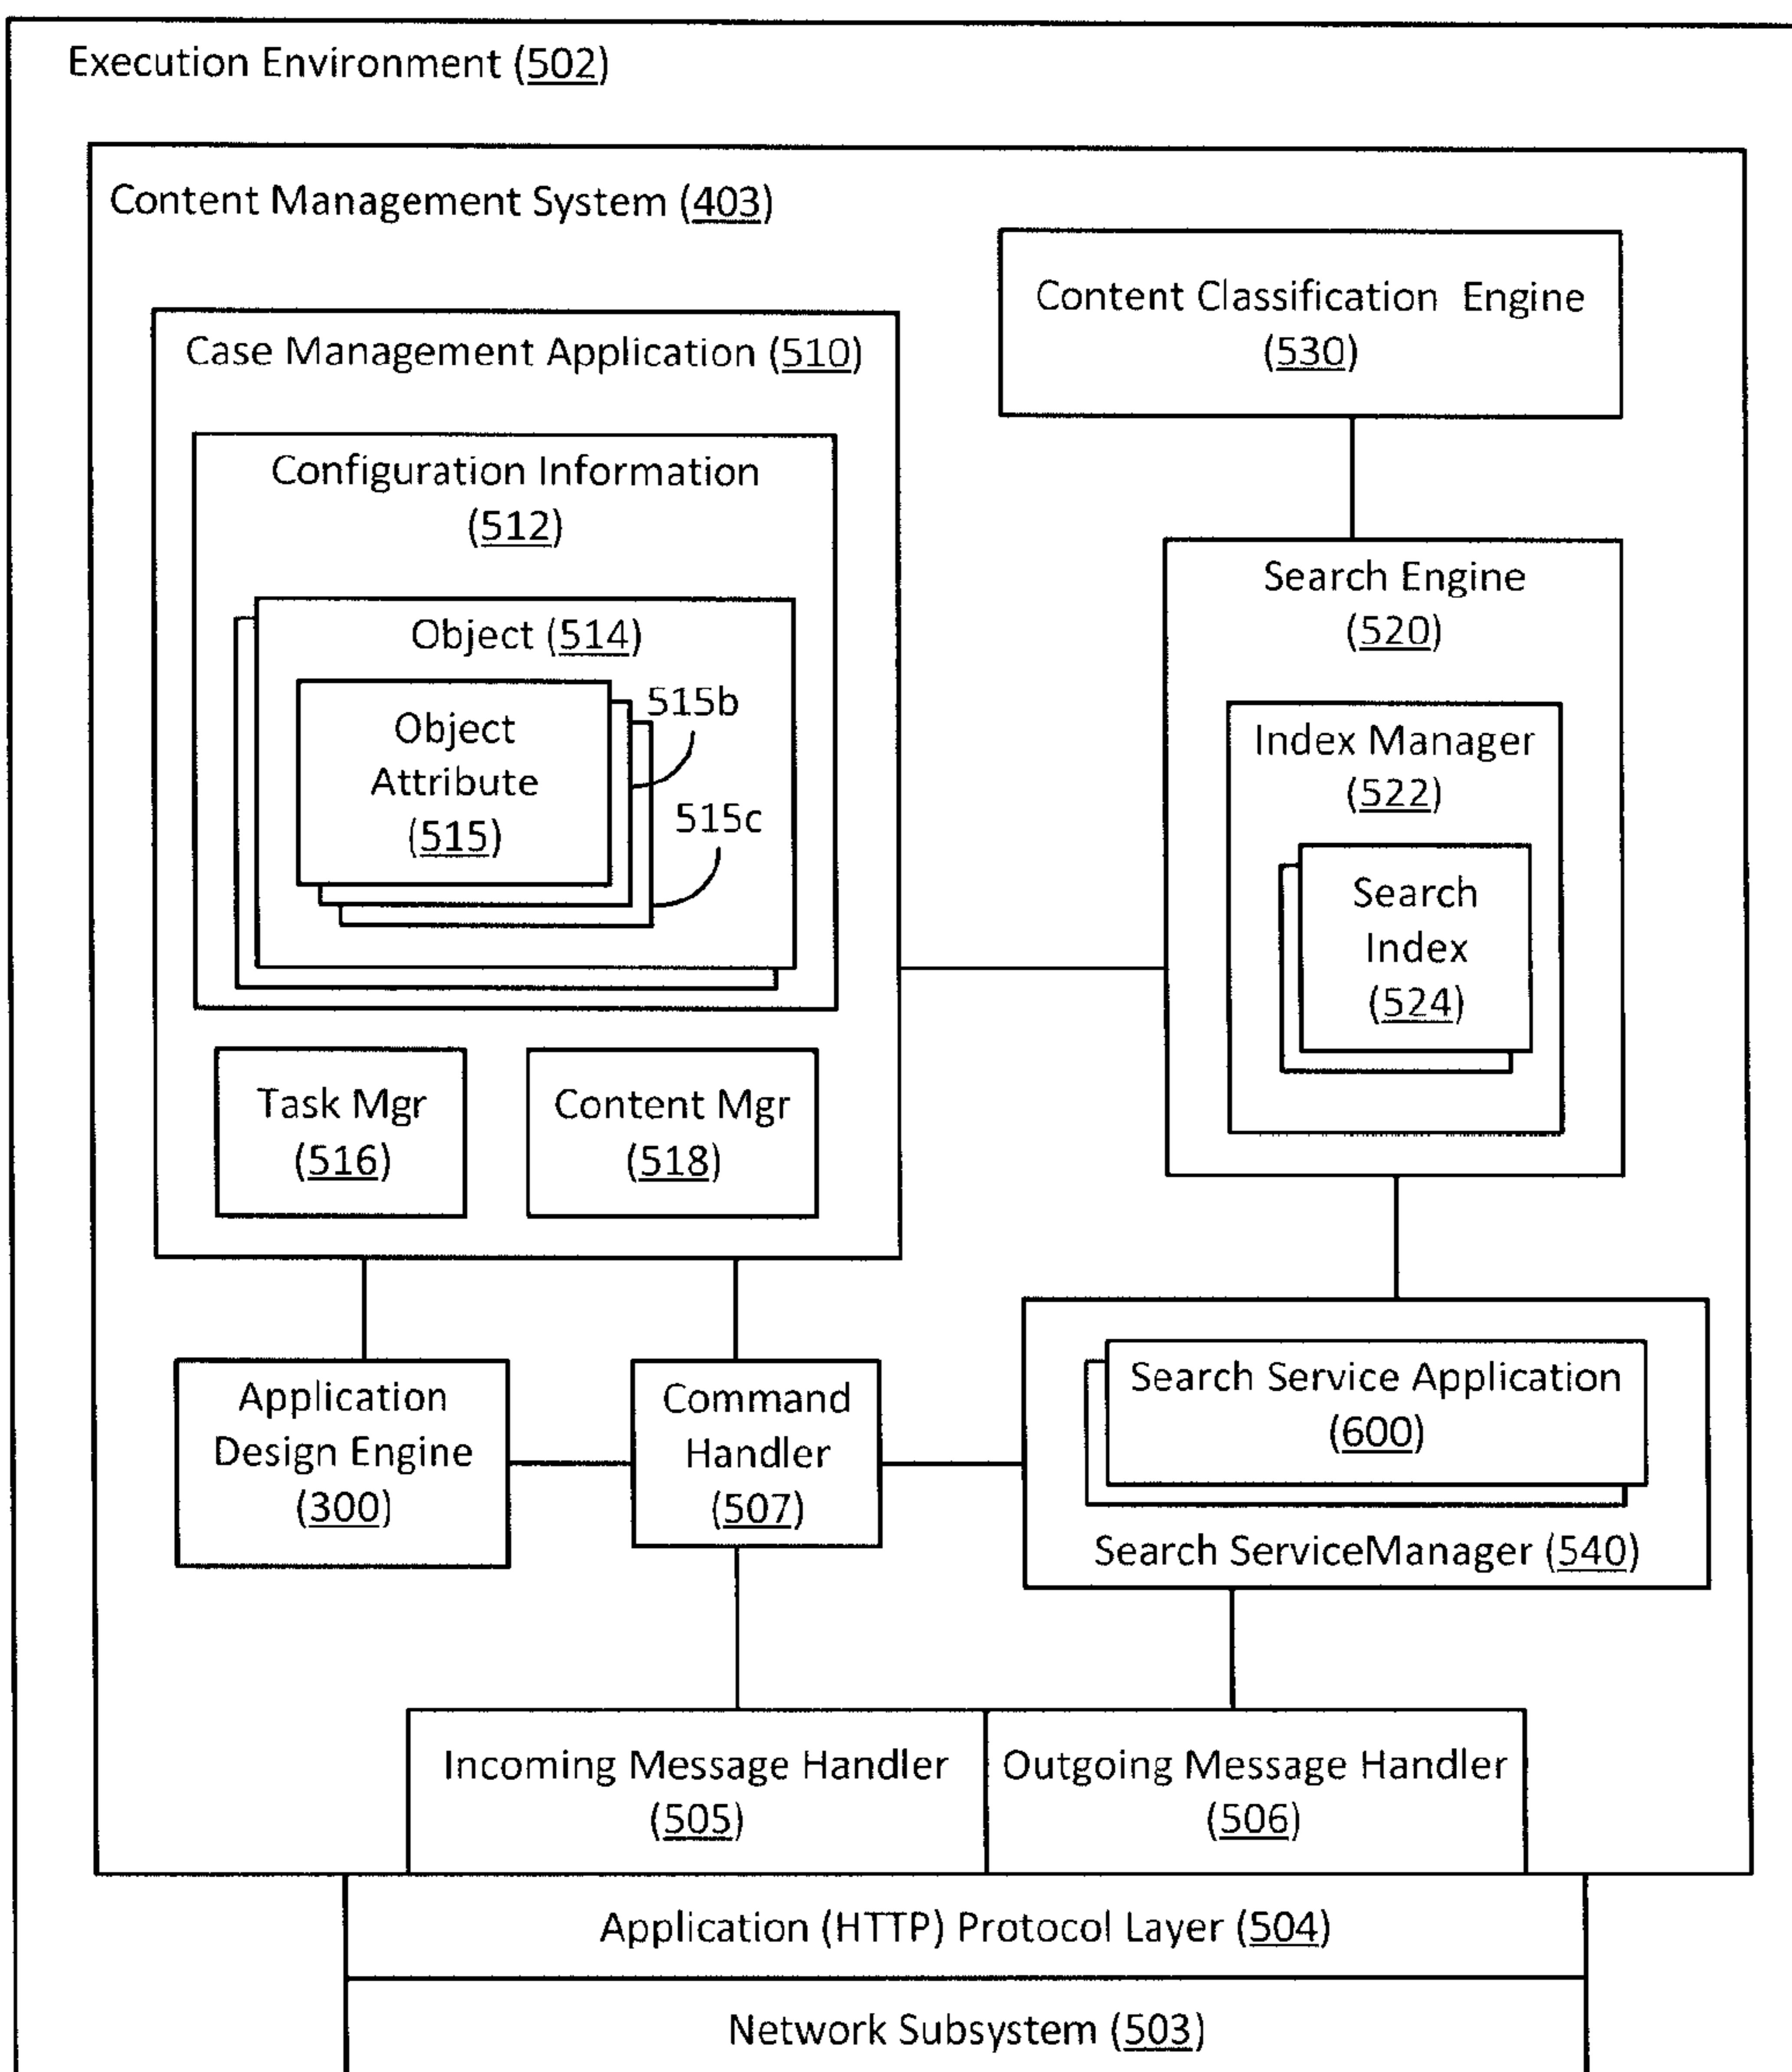 Execution Environment (502)
Content Management System (403)
Content Classification Engine
(530)
Case Management Application (510)
Configuration Information
(512)
Object (514)
Object
Attribute
(515)
515b
515c
Task Mgr
(516)
Content Mgr
(518)
Search Engine
(520)
Index Manager
(522)
Search
Index
(524)
Application
Design Engine
(300)
Command
Handler
(507)
Search Service Application
(600)
Search ServiceManager (540)
Incoming Message Handler
(505)
Outgoing Message Handler
(506)
Application (HTTP) Protocol Layer (504)
Network Subsystem (503)